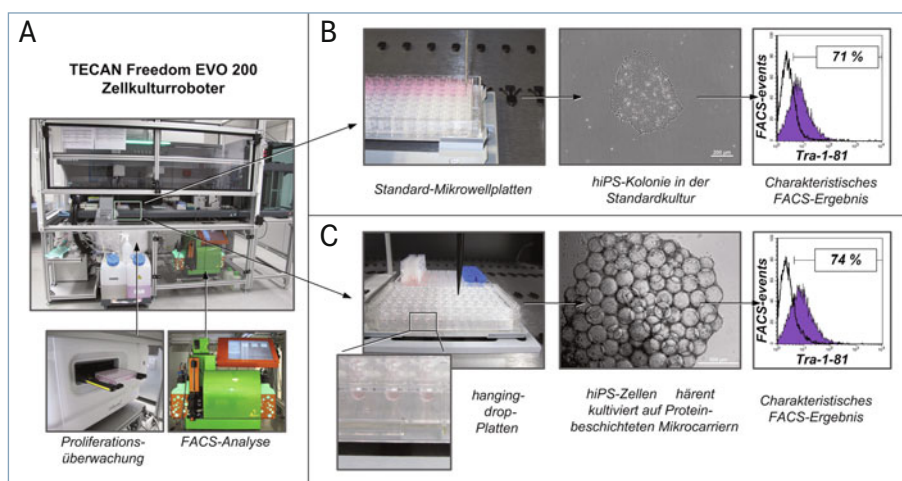 A
TECAN Freedom EVO 200
Zellkulturroboter
Proliferations-
überwachung
FACS-Analyse
B
Standard-Mikrowellplatten
hiPS-Kolonie in der
Standardkultur
FACS-events
71 %
Tra-1-81
Charakteristisches
FACS-Ergebnis
C
hanging-
drop-
Platten
hiPS-Zellen härent
kultiviert auf Protein-
beschichteten Mikrocarriern
FACS-events
74 %
Tra-1-81
Charakteristisches
FACS-Ergebnis